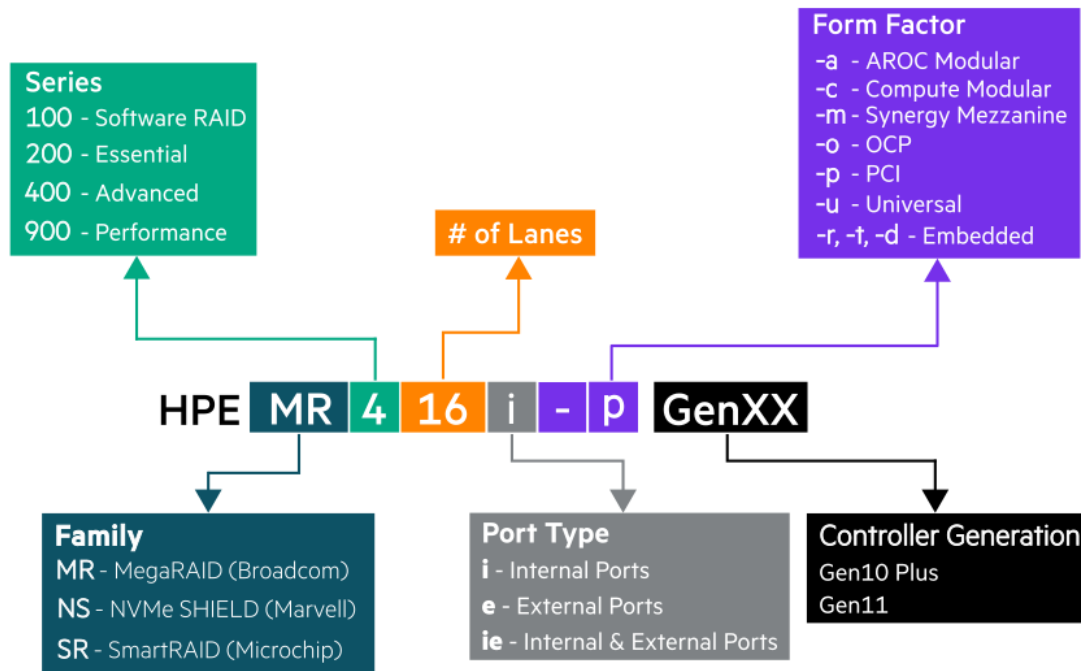 Form Factor
-a - AROC Modular
-c - Compute Modular
-m - Synergy Mezzanine
-o - OCP
-p - PCI
-u - Universal
-r, -t, -d - Embedded
Series
100 - Software RAID
200 - Essential
400 - Advanced
900 - Performance
# of Lanes
HPE MR 4 16 i - p GenXX
Family
MR - MegaRAID (Broadcom)
NS - NVMe SHIELD (Marvell)
SR - SmartRAID (Microchip)
Port Type
i - Internal Ports
e - External Ports
ie - Internal & External Ports
Controller Generation
Gen10 Plus
Gen11